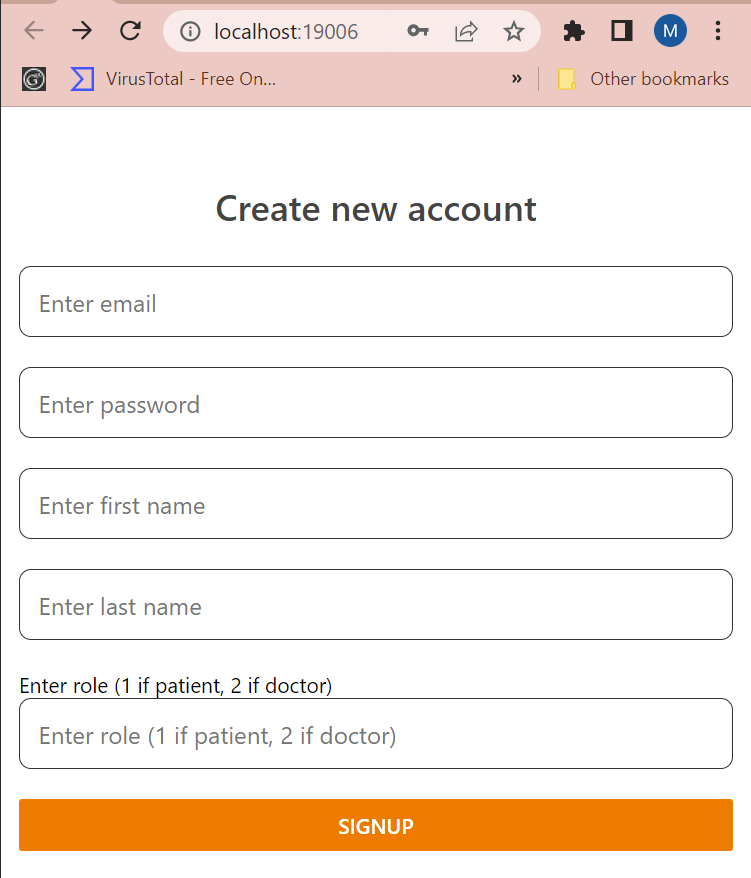 localhost:19006
M
VirusTotal - Free On...
»
Other bookmarks
Create new account
Enter email
Enter password
Enter first name
Enter last name
Enter role (1 if patient, 2 if doctor)
Enter role (1 if patient, 2 if doctor)
SIGNUP